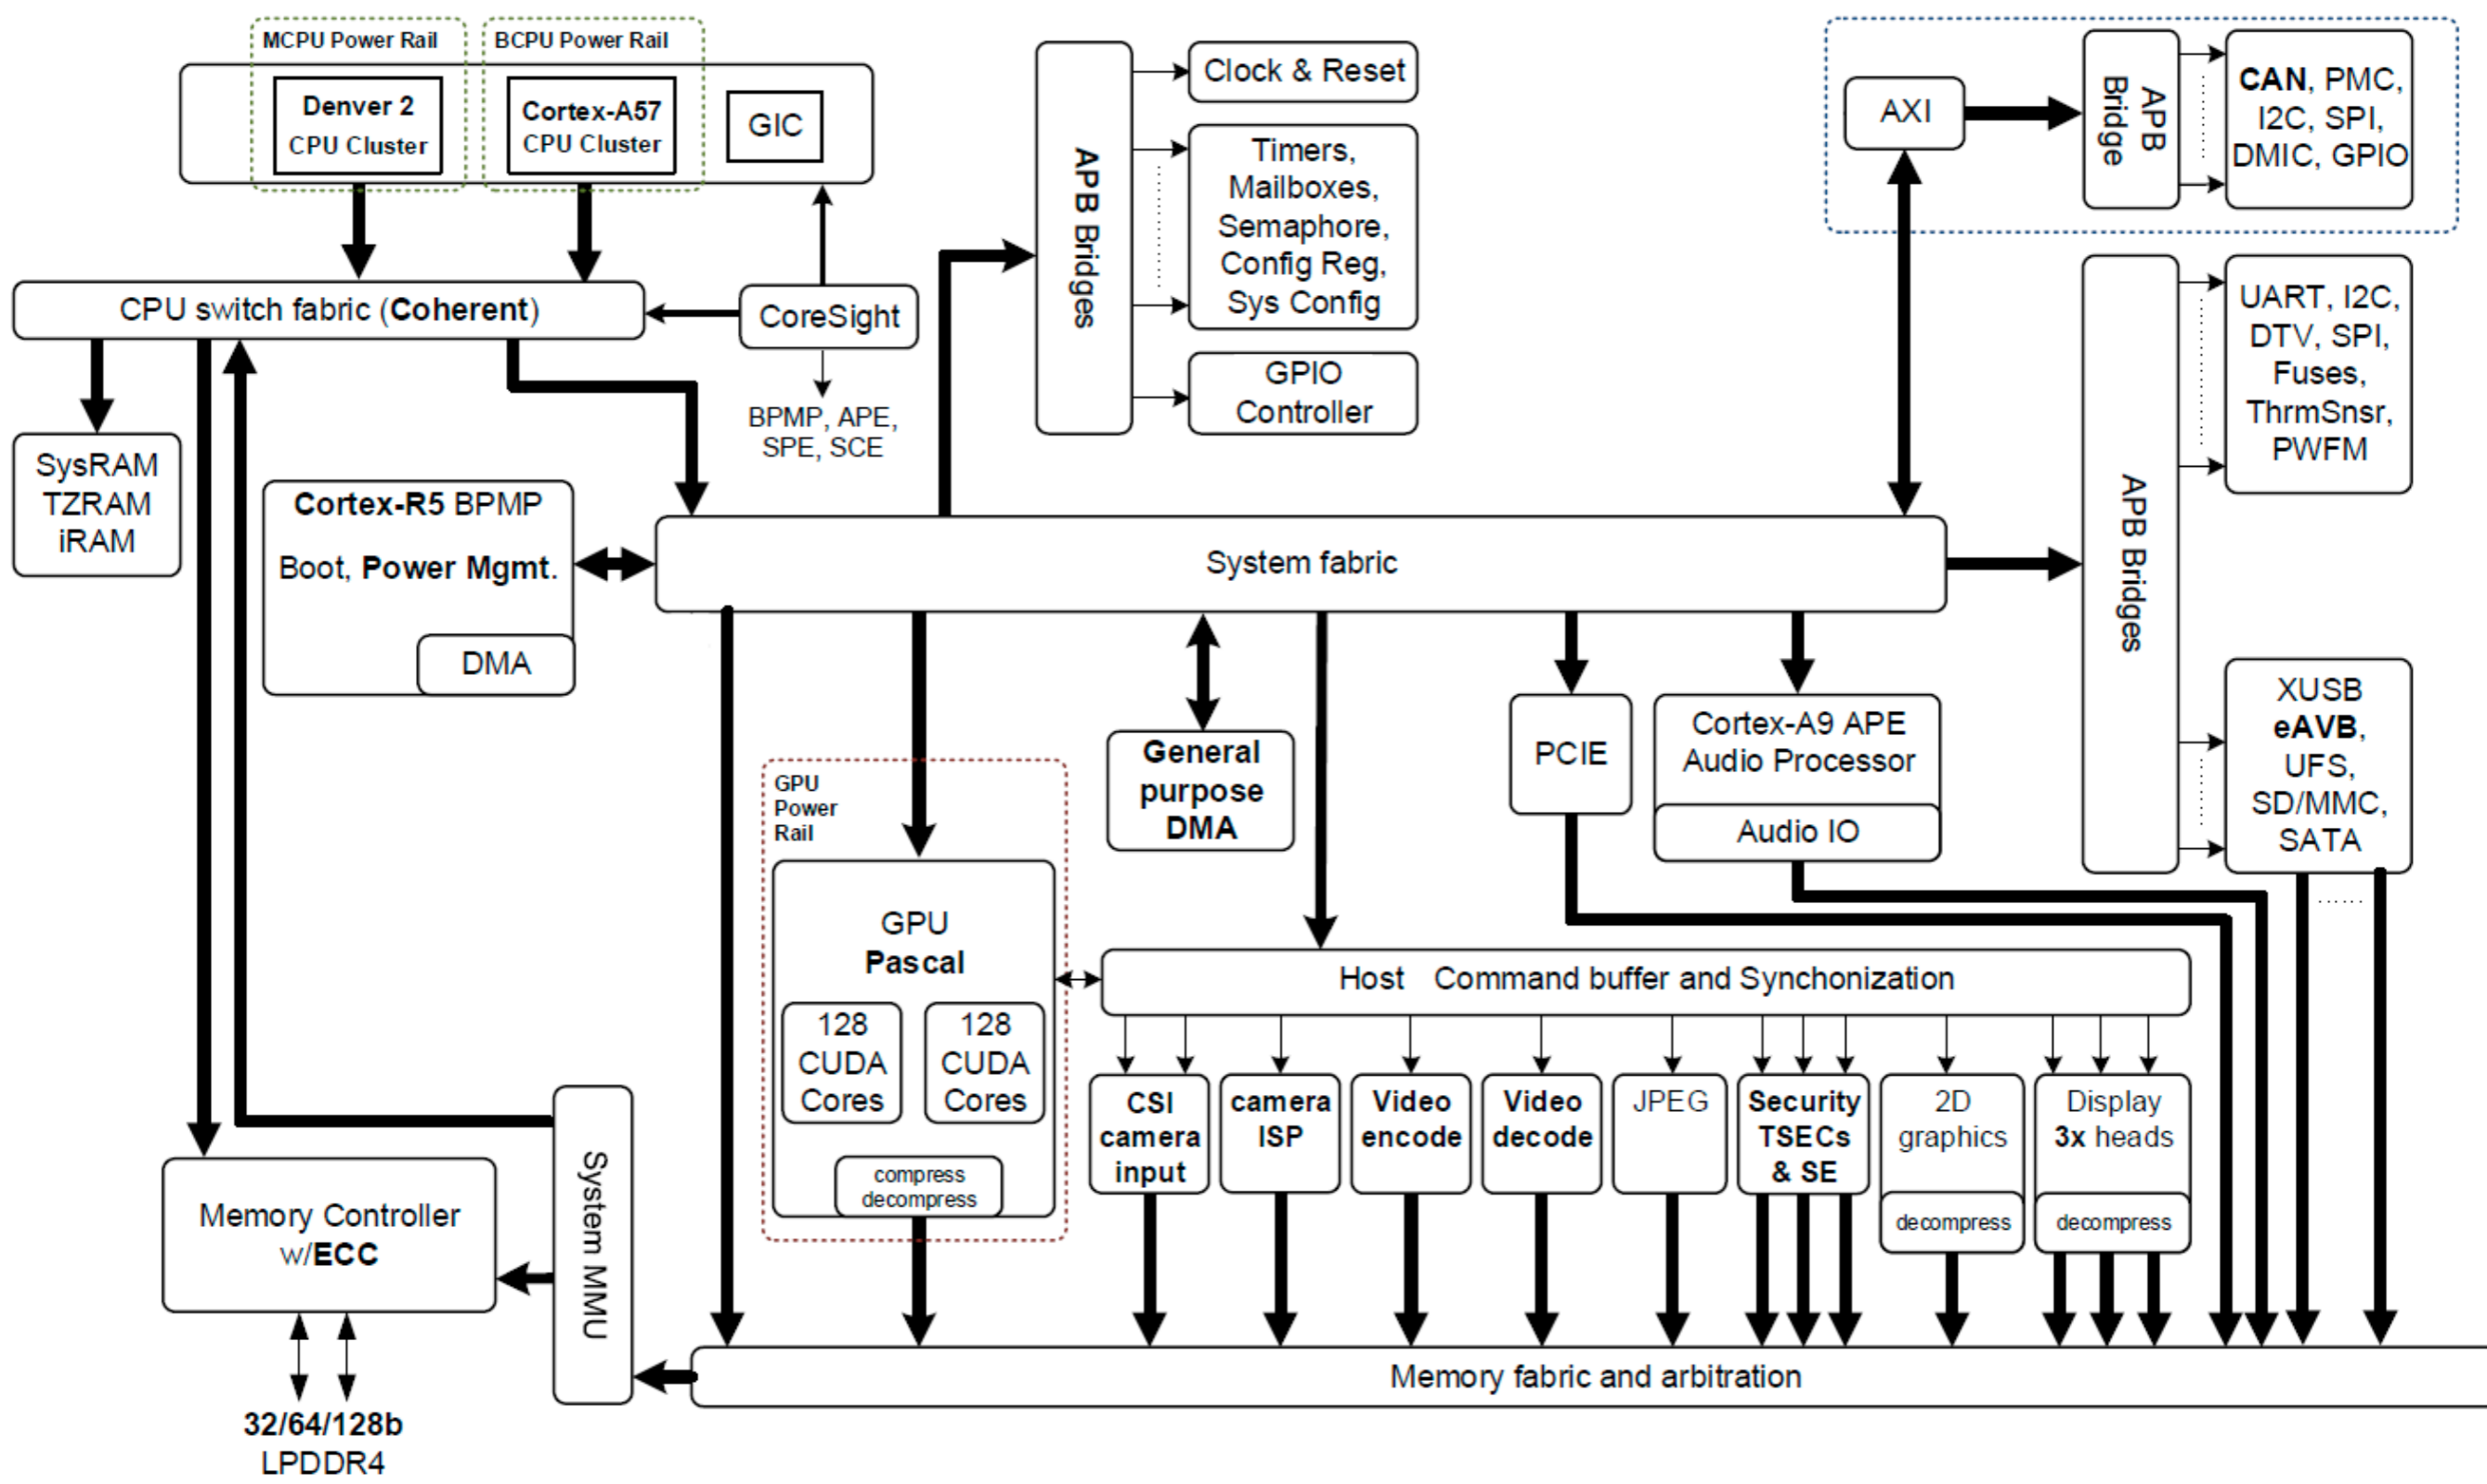 MCPU Power Rail
BCPU Power Rail
Denver 2
CPU Cluster
Cortex-A57
CPU Cluster
GIC
CPU switch fabric (Coherent)
CoreSight
BPMP, APE,
SPE, SCE
SysRAM
TZRAM
iRAM
Cortex-R5 BPMP
Boot, Power Mgmt.
DMA
APB Bridges
Clock & Reset
Timers,
Mailboxes,
Semaphore,
Config Reg,
Sys Config
GPIO
Controller
AXI
APB
Bridge
CAN, PMC,
I2C, SPI,
DMIC, GPIO
APB Bridges
UART, I2C,
DTV, SPI,
Fuses,
ThrmSnsr,
PWFM
XUSB
eAVB,
UFS,
SD/MMC,
SATA
System fabric
GPU
Power
Rail
GPU
Pascal
128
CUDA
Cores
128
CUDA
Cores
compress
decompress
General
purpose
DMA
PCIE
Cortex-A9 APE
Audio Processor
Audio IO
Host Command buffer and Synchonization
CSI
camera
input
camera
ISP
Video
encode
Video
decode
JPEG
Security
TSECs
& SE
2D
graphics
decompress
Display
3x heads
decompress
System MMU
Memory Controller
w/ECC
32/64/128b
LPDDR4
Memory fabric and arbitration